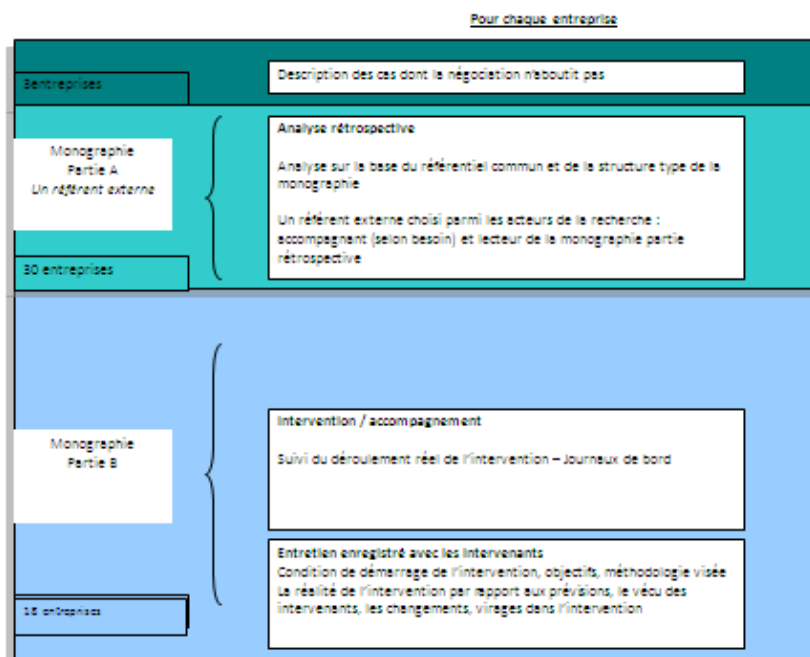 Pour chaque entreprise
3entreprises
Description des cas dont la négociation n'aboutit pas
Monographie
Partie A
Un référent externe
30 entreprises
Analyse rétrospective
Analyse sur la base du référentiel commun et de la structure type de la
monographie
Un référent externe choisi parmi les acteurs de la recherche :
accompagnant (selon besoin) et lecteur de la monographie partie
rétrospective
Monographie
Partie B
18 entreprises
Intervention / accompagnement
Suivi du déroulement réel de l'intervention – Journaux de bord
Entretien enregistré avec les intervenants
Condition de démarrage de l'intervention, objectifs, méthodologie visée
La réalité de l'intervention par rapport aux prévisions, le vécu des
intervenants, les changements, virages dans l'intervention